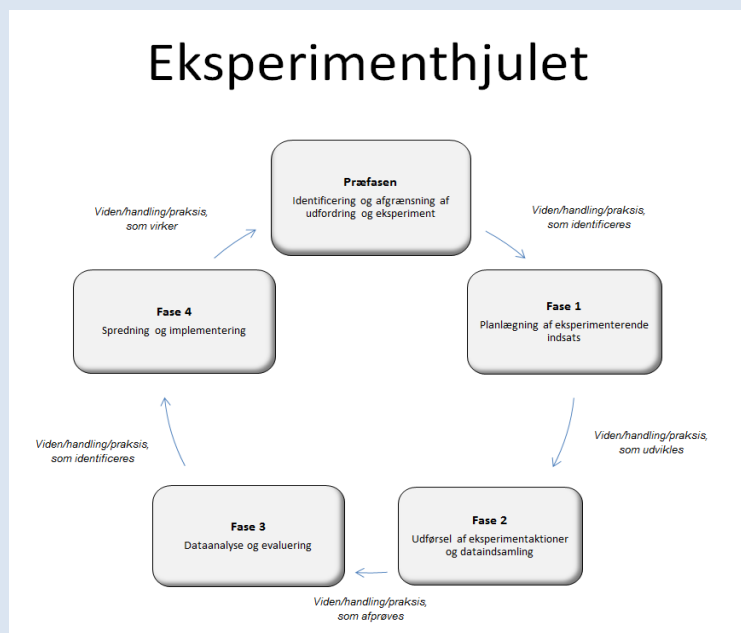 Eksperimenthjulet
Præfasen
Identificering og afgrænsning af
udfordring og eksperiment
Viden/handling/praksis,
som identificeres
Fase 1
Planlægning af eksperimenterende
indsats
Viden/handling/praksis,
som udvikles
Fase 2
Udførsel af eksperimentaktioner
og dataindsamling
Viden/handling/praksis,
som afprøves
Fase 3
Dataanalyse og evaluering
Viden/handling/praksis,
som identificeres
Fase 4
Spredning og implementering
Viden/handling/praksis,
som virker